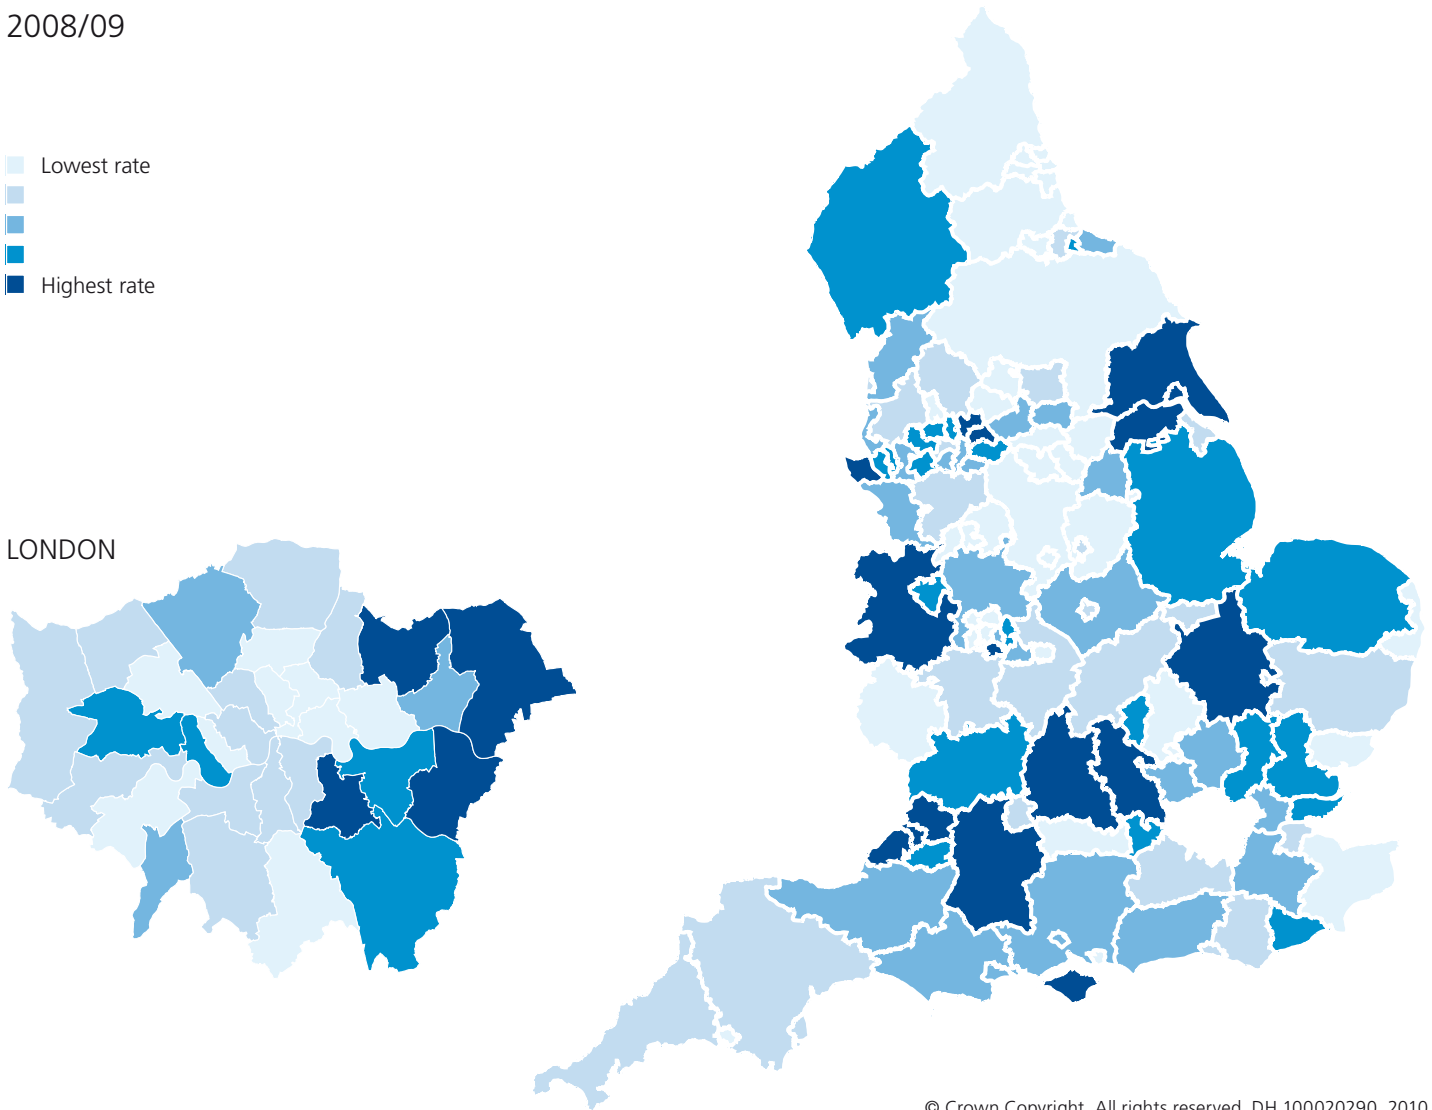 2008/09
Lowest rate
Highest rate
LONDON
© Crown Copyright. All rights reserved. DH 100020290. 2010